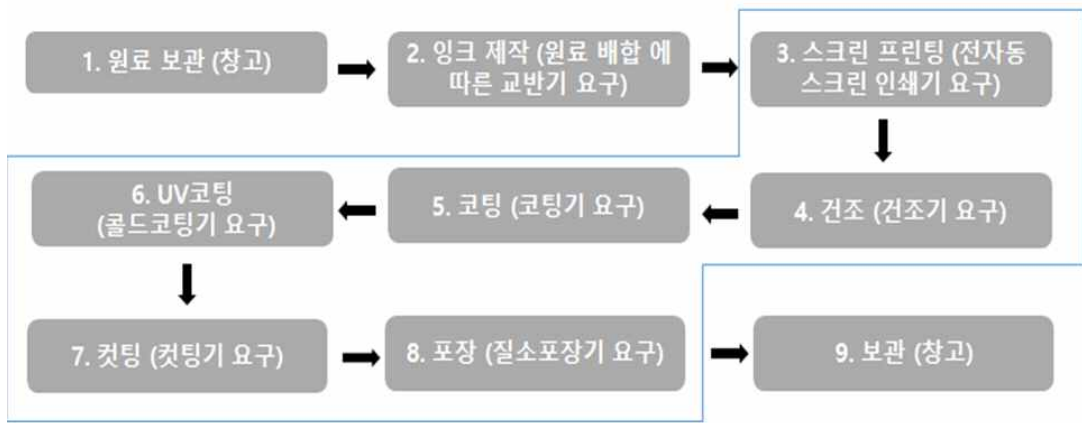 1. 원료 보관 (창고)
2. 잉크 제작 (원료 배합 에
따른 교반기 요구)
3. 스크린 프린팅 (전자동
스크린 인쇄기 요구)
4. 건조 (건조기 요구)
5. 코팅 (코팅기 요구)
6. UV코팅
(콜드코팅기 요구)
7. 컷팅 (컷팅기 요구)
8. 포장 (질소포장기 요구)
9. 보관 (창고)